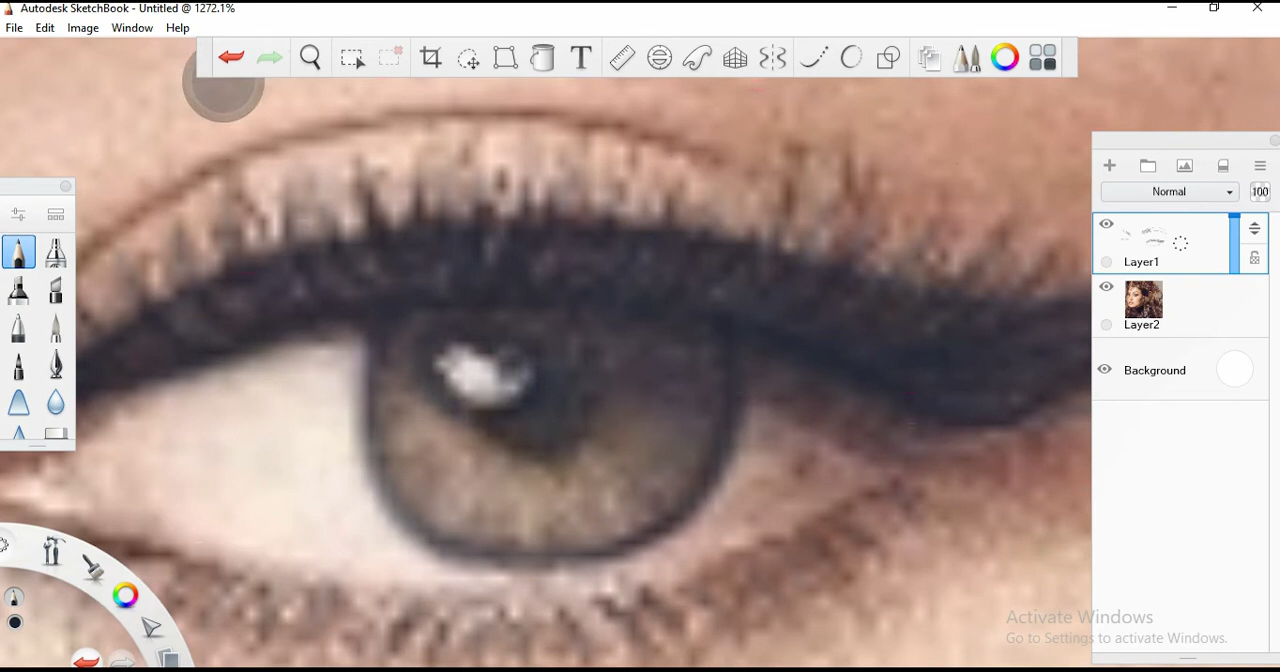 Autodesk SketchBook - Untitled @ 1272.1%
File Edit Image Window Help
T
Normal
100
Layer1
Layer2
Background
Activate Windows
Go to Settings to activate Windows.